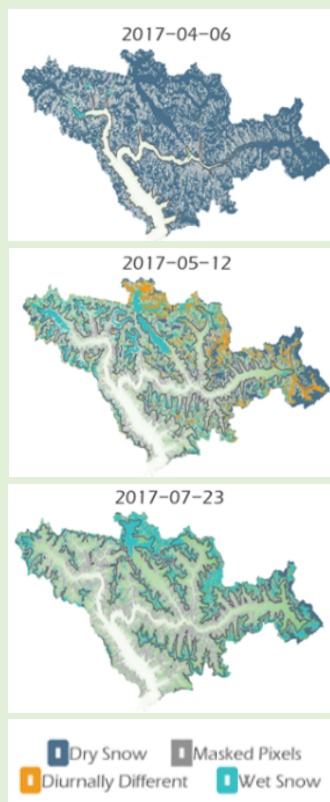 2017-04-06
2017-05-12
2017-07-23
Dry Snow Masked Pixels
Diurnally Different Wet Snow